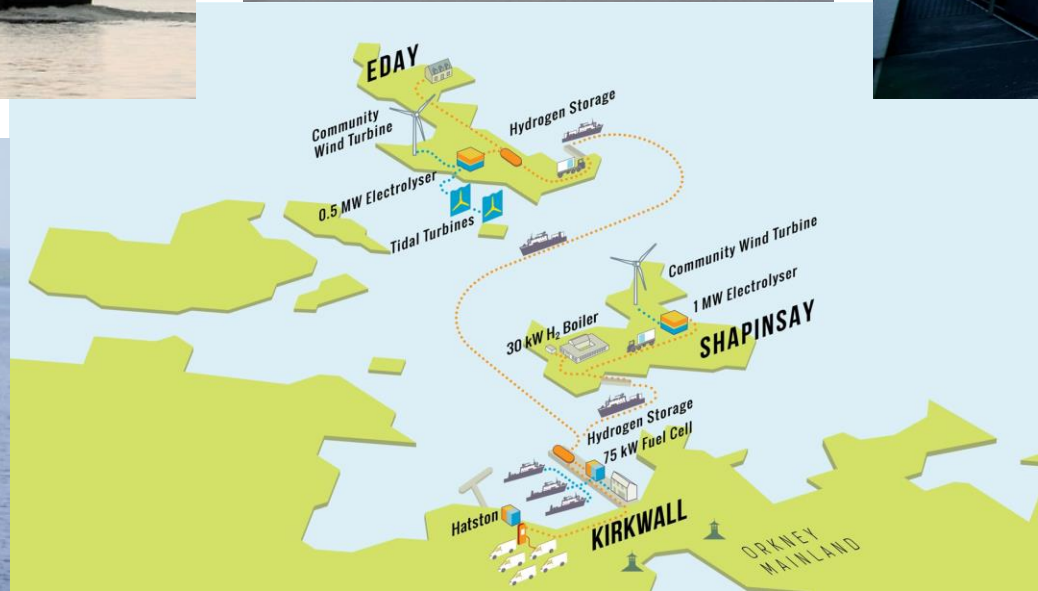 EDAY
Community
Wind Turbine
Hydrogen Storage
0.5 MW Electrolyser
Tidal Turbines
Community Wind Turbine
1 MW Electrolyser
30 kW H₂ Boiler
SHAPINSAY
Hydrogen Storage
75 kW Fuel Cell
Hatston
KIRKWALL
ORKNEY
MAINLAND